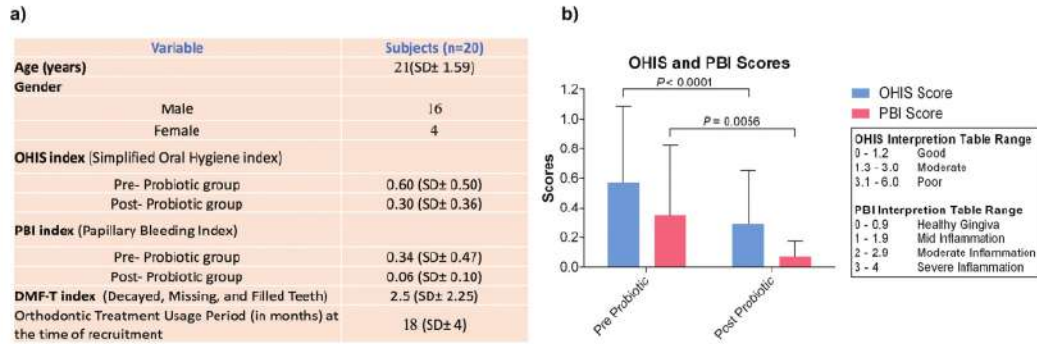 a)
Variable Subjects (n=20)
Age (years) 21(SD± 1.59)
Gender
Male 16
Female 4
OHIS index (Simplified Oral Hygiene index)
Pre- Probiotic group 0.60 (SD± 0.50)
Post- Probiotic group 0.30 (SD± 0.36)
PBI index (Papillary Bleeding Index)
Pre- Probiotic group 0.34 (SD± 0.47)
Post- Probiotic group 0.06 (SD± 0.10)
DMF-T index (Decayed, Missing, and Filled Teeth) 2.5 (SD± 2.25)
Orthodontic Treatment Usage Period (in months) at
the time of recruitment 18 (SD± 4)
b)
OHIS and PBI Scores
P < 0.0001
P = 0.0056
Scores
1.2
1.0
0.8
0.6
0.4
0.2
0.0
Pre Probiotic
Post Probiotic
OHIS Score
PBI Score
OHIS Interpretion Table Range
0 - 1.2 Good
1.3 - 3.0 Moderate
3.1 - 6.0 Poor
PBI Interpretion Table Range
0 - 0.9 Healthy Gingiva
1 - 1.9 Mid Inflammation
2 - 2.9 Moderate Inflammation
3 - 4 Severe Inflammation